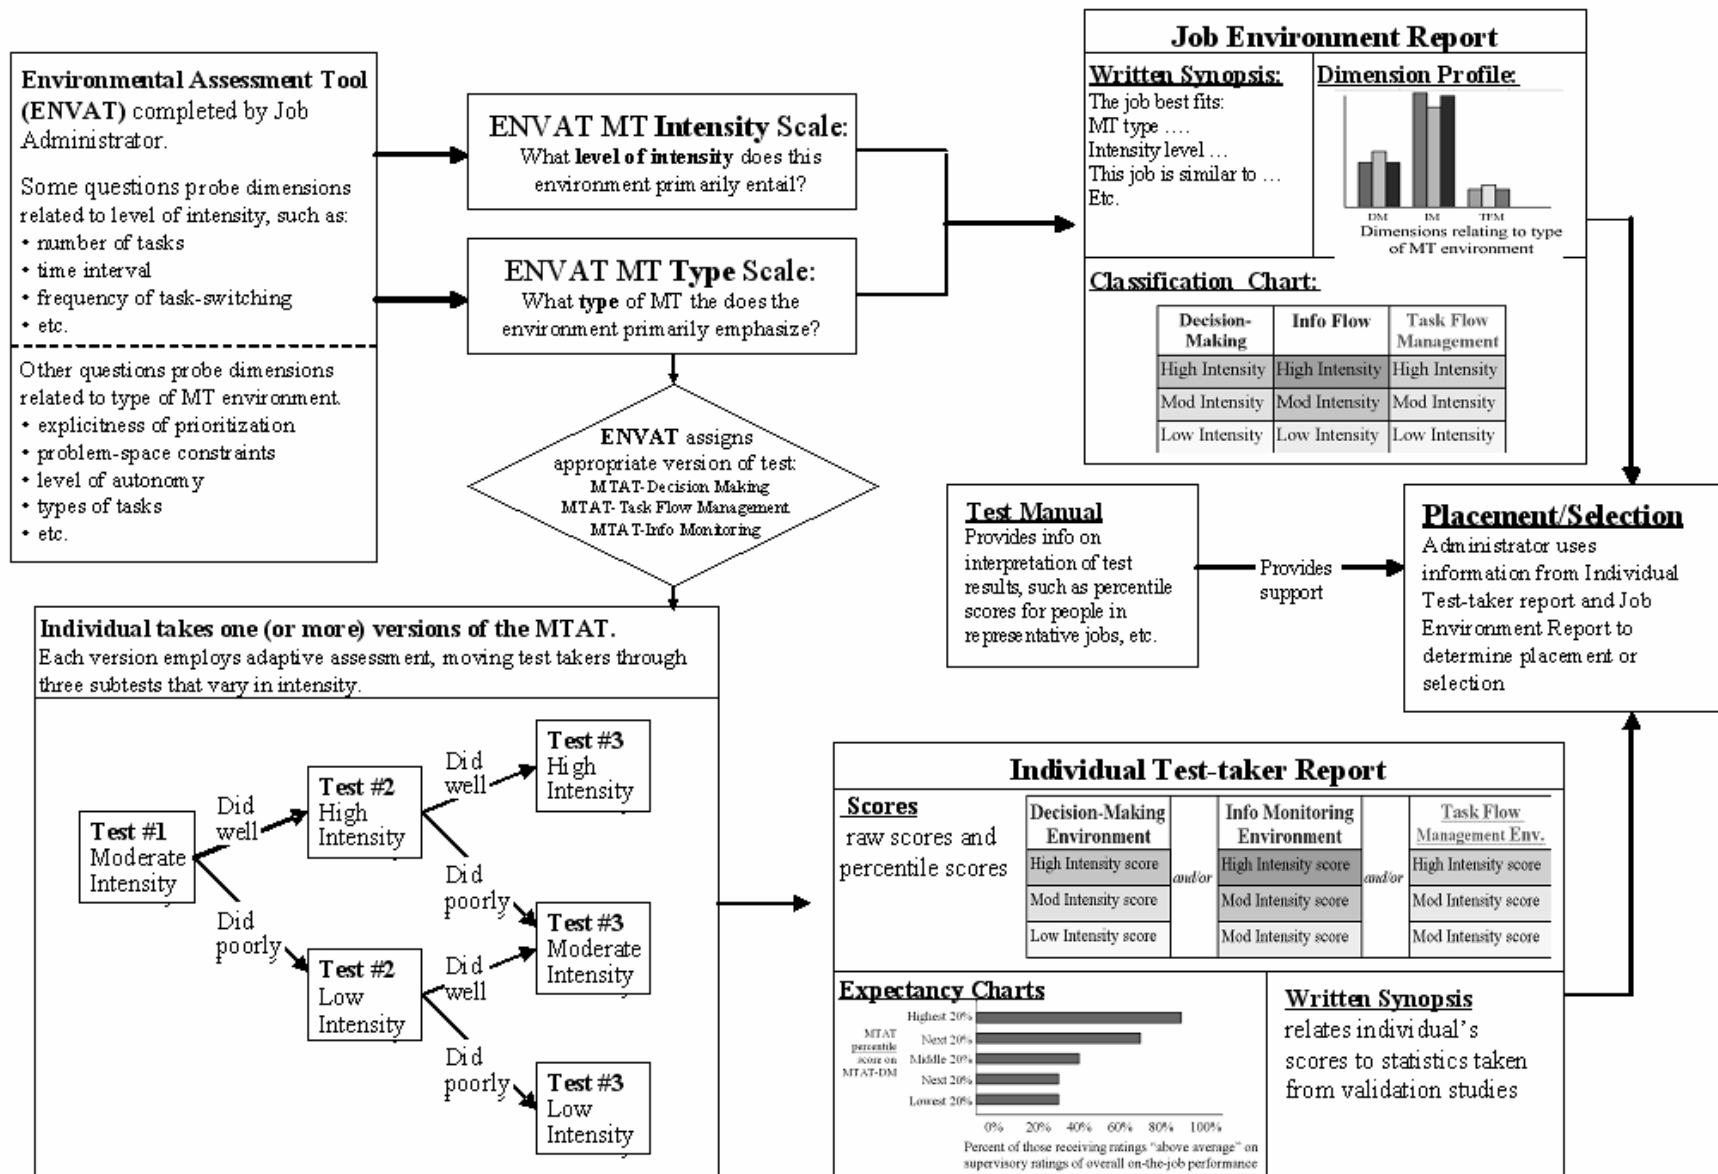 Environmental Assessment Tool
(ENVAT) completed by Job
Administrator.
Some questions probe dimensions
related to level of intensity, such as:
• number of tasks
• time interval
• frequency of task-switching
• etc.
Other questions probe dimensions
related to type of MT environment.
• explicitness of prioritization
• problem-space constraints
• level of autonomy
• types of tasks
• etc.
ENVAT MT Intensity Scale:
What level of intensity does this
environment primarily entail?
ENVAT MT Type Scale:
What type of MT the does the
environment primarily emphasize?
ENVAT assigns
appropriate version of test:
MTAT-Decision Making
MTAT-Task Flow Management
MTAT-Info Monitoring
Job Environment Report
Written Synopsis:
The job best fits:
MT type ....
Intensity level ...
This job is similar to ...
Etc.
Dimension Profile:
DM IM TFM
Dimensions relating to type
of MT environment
Classification Chart:
Decision-
Making
Info Flow
Task Flow
Management
High Intensity High Intensity High Intensity
Mod Intensity Mod Intensity Mod Intensity
Low Intensity Low Intensity Low Intensity
Test Manual
Provides info on
interpretation of test
results, such as percentile
scores for people in
representative jobs, etc.
Provides
support
Placement/Selection
Administrator uses
information from Individual
Test-taker report and Job
Environment Report to
determine placement or
selection
Individual takes one (or more) versions of the MTAT.
Each version employs adaptive assessment, moving test takers through
three subtests that vary in intensity.
Test #1
Moderate
Intensity
Did
well
Did
poorly
Test #2
High
Intensity
Test #2
Low
Intensity
Did
well
Did
poorly
Did
well
Did
poorly
Test #3
High
Intensity
Test #3
Moderate
Intensity
Test #3
Low
Intensity
Individual Test-taker Report
Scores
raw scores and
percentile scores
Decision-Making
Environment
High Intensity score
Mod Intensity score
Low Intensity score
and/or
Info Monitoring
Environment
High Intensity score
Mod Intensity score
Mod Intensity score
and/or
Task Flow
Management Env.
High Intensity score
Mod Intensity score
Mod Intensity score
Expectancy Charts
MTAT
percentile
score on
MTAT-DM
Highest 20%
Next 20%
Middle 20%
Next 20%
Lowest 20%
0% 20% 40% 60% 80% 100%
Percent of those receiving ratings "above average" on
supervisory ratings of overall on-the-job performance
Written Synopsis
relates individual's
scores to statistics taken
from validation studies